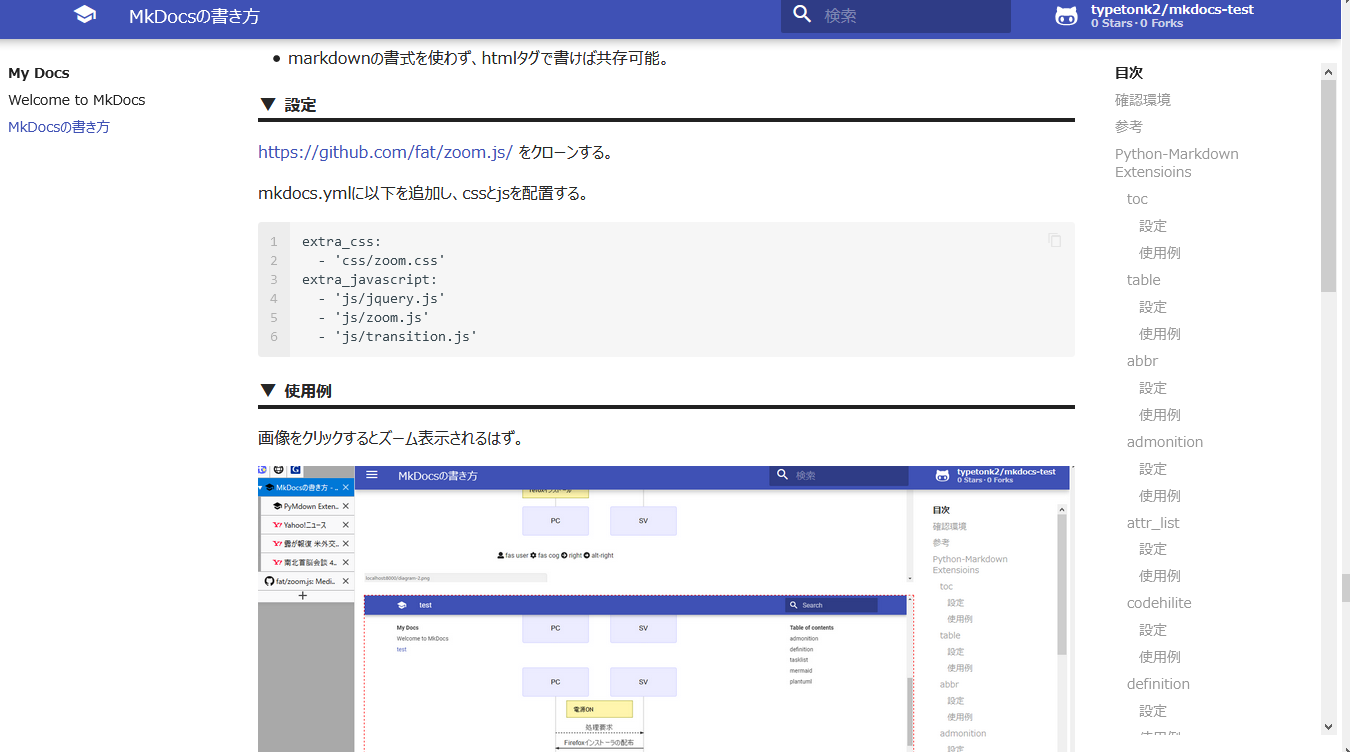 MkDocsの書き方
検索
typetonk2/mkdocs-test
0 Stars · 0 Forks
My Docs
Welcome to MkDocs
MkDocsの書き方
• markdownの書式を使わず、htmlタグで書けば共存可能。
▼ 設定
https://github.com/fat/zoom.js/ をクローンする。
mkdocs.ymlに以下を追加し、cssとjsを配置する。
1 extra_css:
2   - 'css/zoom.css'
3 extra_javascript:
4   - 'js/jquery.js'
5   - 'js/zoom.js'
6   - 'js/transition.js'
▼ 使用例
画像をクリックするとズーム表示されるはず。
MkDocsの書き方 - ..
PyMdown Exten..
Yahoo!ニュース
南北首脳会談 4..
fat/zoom.js: Medi..
MkDocsの書き方
検索
typetonk2/mkdocs-test
0 Stars · 0 Forks
PC
SV
fas user fas cog right alt-right
localhost:8000/diagram-2.png
test
Search
My Docs
Welcome to MkDocs
test
PC
SV
PC
SV
電源ON
処理要求
Firefoxインストーラの配布
Table of contents
admonition
definition
tasklist
mermaid
plantuml
目次
確認環境
参考
Python-Markdown
Extensioins
toc
設定
使用例
table
設定
使用例
abbr
設定
使用例
admonition
設定
目次
確認環境
参考
Python-Markdown
Extensioins
toc
設定
使用例
table
設定
使用例
abbr
設定
使用例
admonition
設定
使用例
attr_list
設定
使用例
codehilite
設定
使用例
definition
設定
使用例